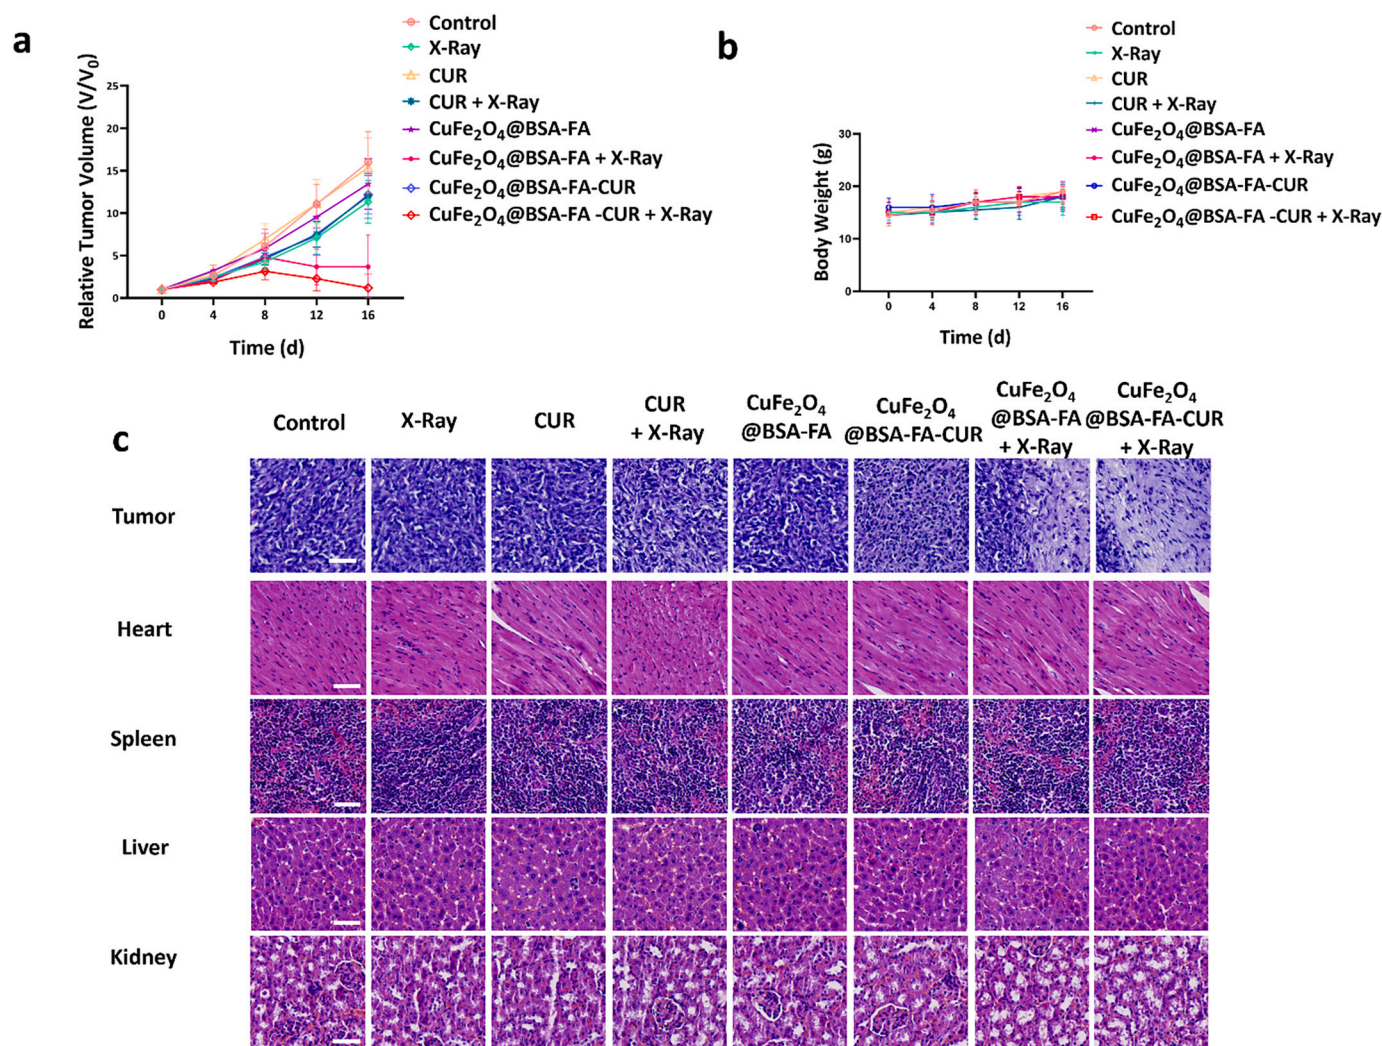 a
Relative Tumor Volume (V/V₀)
25
20
15
10
5
0
0 4 8 12 16
Time (d)
Control
X-Ray
CUR
CUR + X-Ray
CuFe₂O₄@BSA-FA
CuFe₂O₄@BSA-FA + X-Ray
CuFe₂O₄@BSA-FA-CUR
CuFe₂O₄@BSA-FA -CUR + X-Ray
b
Body Weight (g)
30
20
10
0
0 4 8 12 16
Time (d)
Control
X-Ray
CUR
CUR + X-Ray
CuFe₂O₄@BSA-FA
CuFe₂O₄@BSA-FA + X-Ray
CuFe₂O₄@BSA-FA-CUR
CuFe₂O₄@BSA-FA -CUR + X-Ray
c
Control
X-Ray
CUR
CUR
+ X-Ray
CuFe₂O₄
@BSA-FA
CuFe₂O₄
@BSA-FA-CUR
CuFe₂O₄
@BSA-FA
+ X-Ray
CuFe₂O₄
@BSA-FA-CUR
+ X-Ray
Tumor
Heart
Spleen
Liver
Kidney